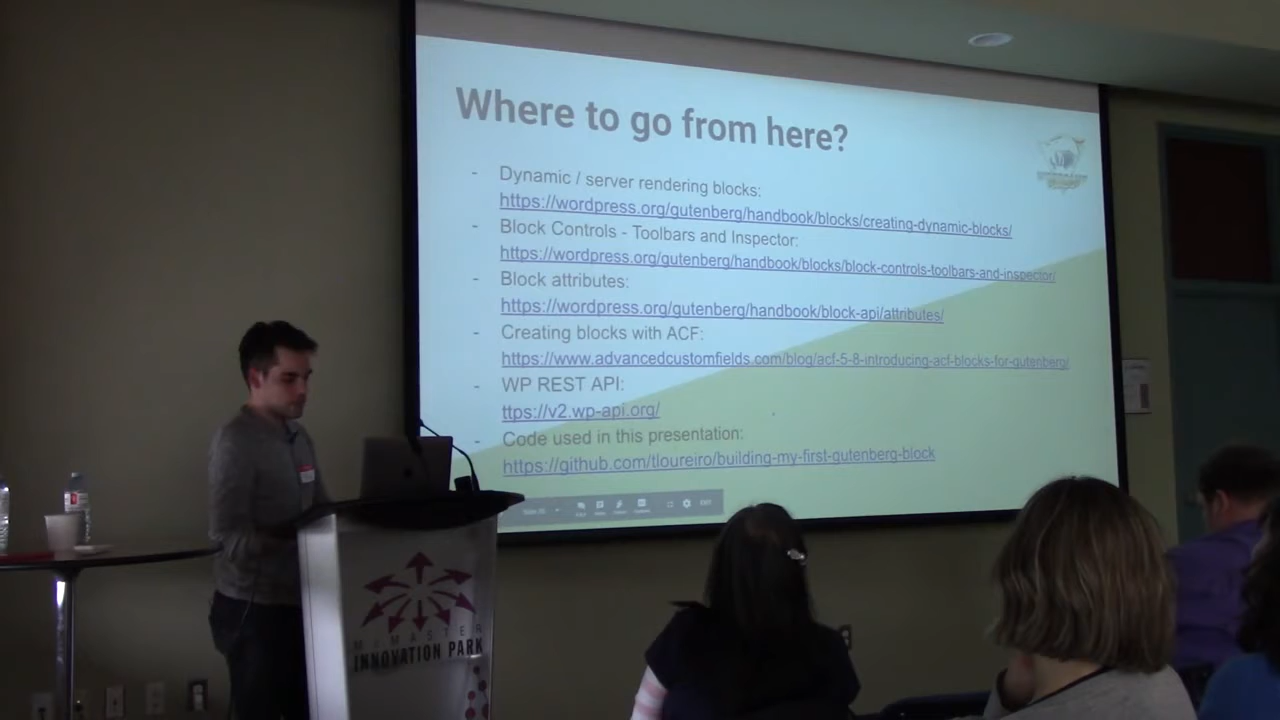 Where to go from here?
- Dynamic / server rendering blocks:
https://wordpress.org/gutenberg/handbook/blocks/creating-dynamic-blocks/
- Block Controls - Toolbars and Inspector:
https://wordpress.org/gutenberg/handbook/blocks/block-controls-toolbars-and-inspector/
- Block attributes:
https://wordpress.org/gutenberg/handbook/block-api/attributes/
- Creating blocks with ACF:
https://www.advancedcustomfields.com/blog/acf-5-8-introducing-acf-blocks-for-gutenberg/
- WP REST API:
ttps://v2.wp-api.org/
- Code used in this presentation:
https://github.com/tloureiro/building-my-first-gutenberg-block
MCMASTER
INNOVATION PARK